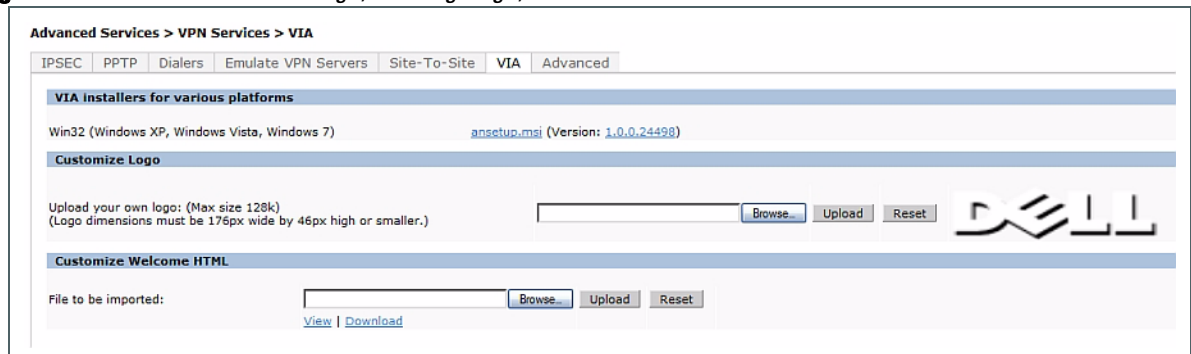 Advanced Services > VPN Services > VIA
IPSEC PPTP Dialers Emulate VPN Servers Site-To-Site VIA Advanced
VIA installers for various platforms
Win32 (Windows XP, Windows Vista, Windows 7) ansetup.msi (Version: 1.0.0.24498)
Customize Logo
Upload your own logo: (Max size 128k)
(Logo dimensions must be 176px wide by 46px high or smaller.)
Browse... Upload Reset
DELL
Customize Welcome HTML
File to be imported: Browse... Upload Reset
View | Download